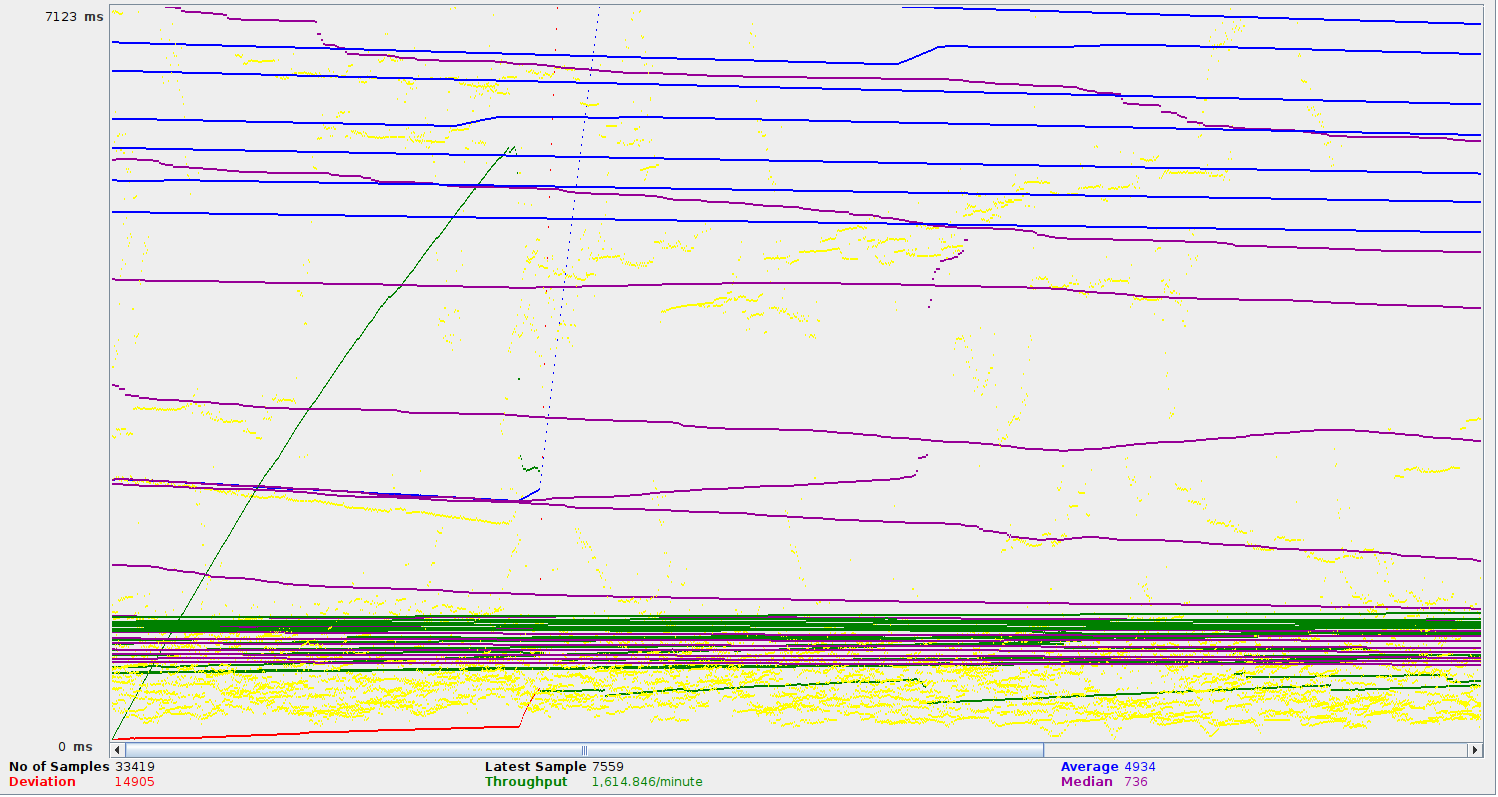 7123 ms
0 ms
No of Samples 33419 Latest Sample 7559 Average 4934
Deviation 14905 Throughput 1,614.846/minute Median 736